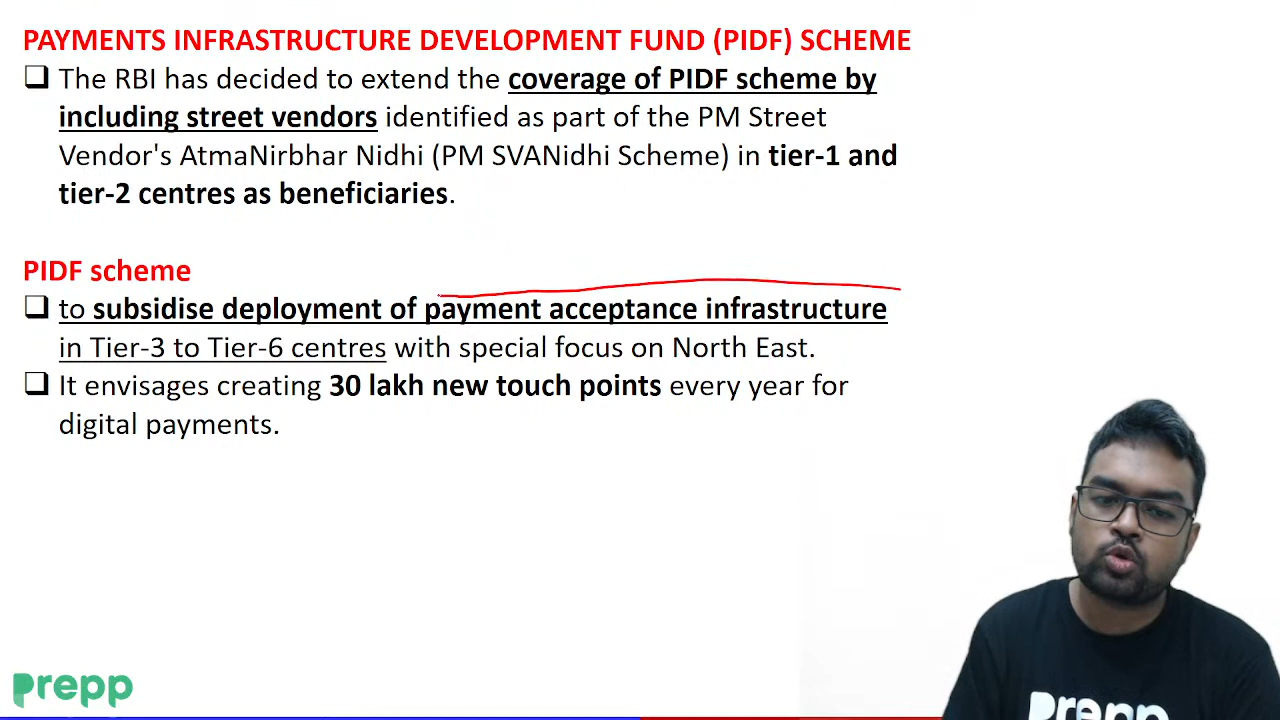 PAYMENTS INFRASTRUCTURE DEVELOPMENT FUND (PIDF) SCHEME
The RBI has decided to extend the coverage of PIDF scheme by
including street vendors identified as part of the PM Street
Vendor's AtmaNirbhar Nidhi (PM SVANidhi Scheme) in tier-1 and
tier-2 centres as beneficiaries.
PIDF scheme
to subsidise deployment of payment acceptance infrastructure
in Tier-3 to Tier-6 centres with special focus on North East.
It envisages creating 30 lakh new touch points every year for
digital payments.
prepp
prepp